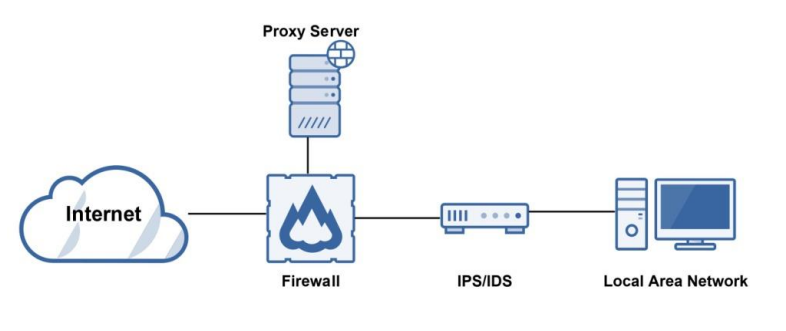 Proxy Server
Internet
Firewall
IPS/IDS
Local Area Network